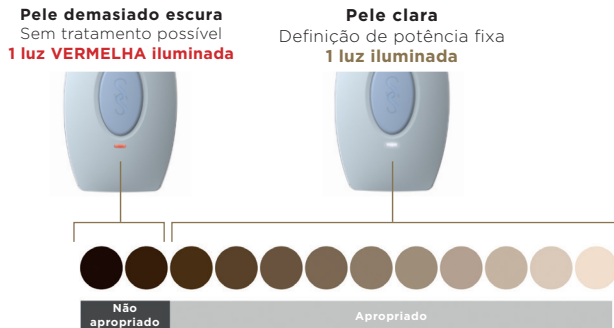 Pele demasiado escura
Sem tratamento possível
1 luz VERMELHA iluminada
Pele clara
Definição de potência fixa
1 luz iluminada
Não
apropriado
Apropriado